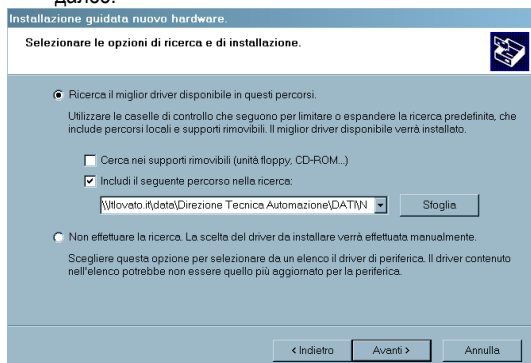 далее.
Installazione guidata nuovo hardware.
Selezionare le opzioni di ricerca e di installazione.
Ricerca il miglior driver disponibile in questi percorsi.
Utilizzare le caselle di controllo che seguono per limitare o espandere la ricerca predefinita, che
include percorsi locali e supporti rimovibili. Il miglior driver disponibile verrà installato.
Cerca nei supporti rimovibili (unità floppy, CD-ROM...)
Includi il seguente percorso nella ricerca:
\\ltlovato.it\data\Direzione Tecnica Automazione\DATI\N
Sfoglia
Non effettuare la ricerca. La scelta del driver da installare verrà effettuata manualmente.
Scegliere questa opzione per selezionare da un elenco il driver di periferica. Il driver contenuto
nell'elenco potrebbe non essere quello più aggiornato per la periferica.
< Indietro
Avanti >
Annulla